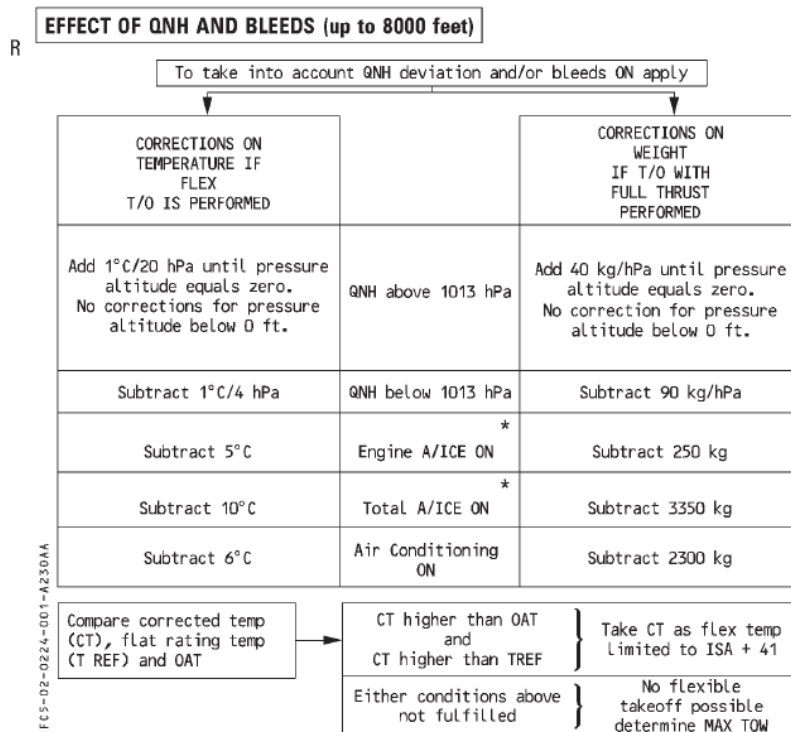 EFFECT OF QNH AND BLEEDS (up to 8000 feet)
R
To take into account QNH deviation and/or bleeds ON apply
CORRECTIONS ON
TEMPERATURE IF
FLEX
T/O IS PERFORMED
CORRECTIONS ON
WEIGHT
IF T/O WITH
FULL THRUST
PERFORMED
Add 1°C/20 hPa until pressure
altitude equals zero.
No corrections for pressure
altitude below 0 ft.
QNH above 1013 hPa
Add 40 kg/hPa until pressure
altitude equals zero.
No correction for pressure
altitude below 0 ft.
Subtract 1°C/4 hPa
QNH below 1013 hPa
Subtract 90 kg/hPa
Subtract 5°C
Engine A/ICE ON *
Subtract 250 kg
Subtract 10°C
Total A/ICE ON *
Subtract 3350 kg
Subtract 6°C
Air Conditioning
ON
Subtract 2300 kg
Compare corrected temp
(CT), flat rating temp
(T REF) and OAT
CT higher than OAT
and
CT higher than TREF
Take CT as flex temp
Limited to ISA + 41
Either conditions above
not fulfilled
No flexible
takeoff possible
determine MAX TOW
FC5-02-0224-001-A230AA